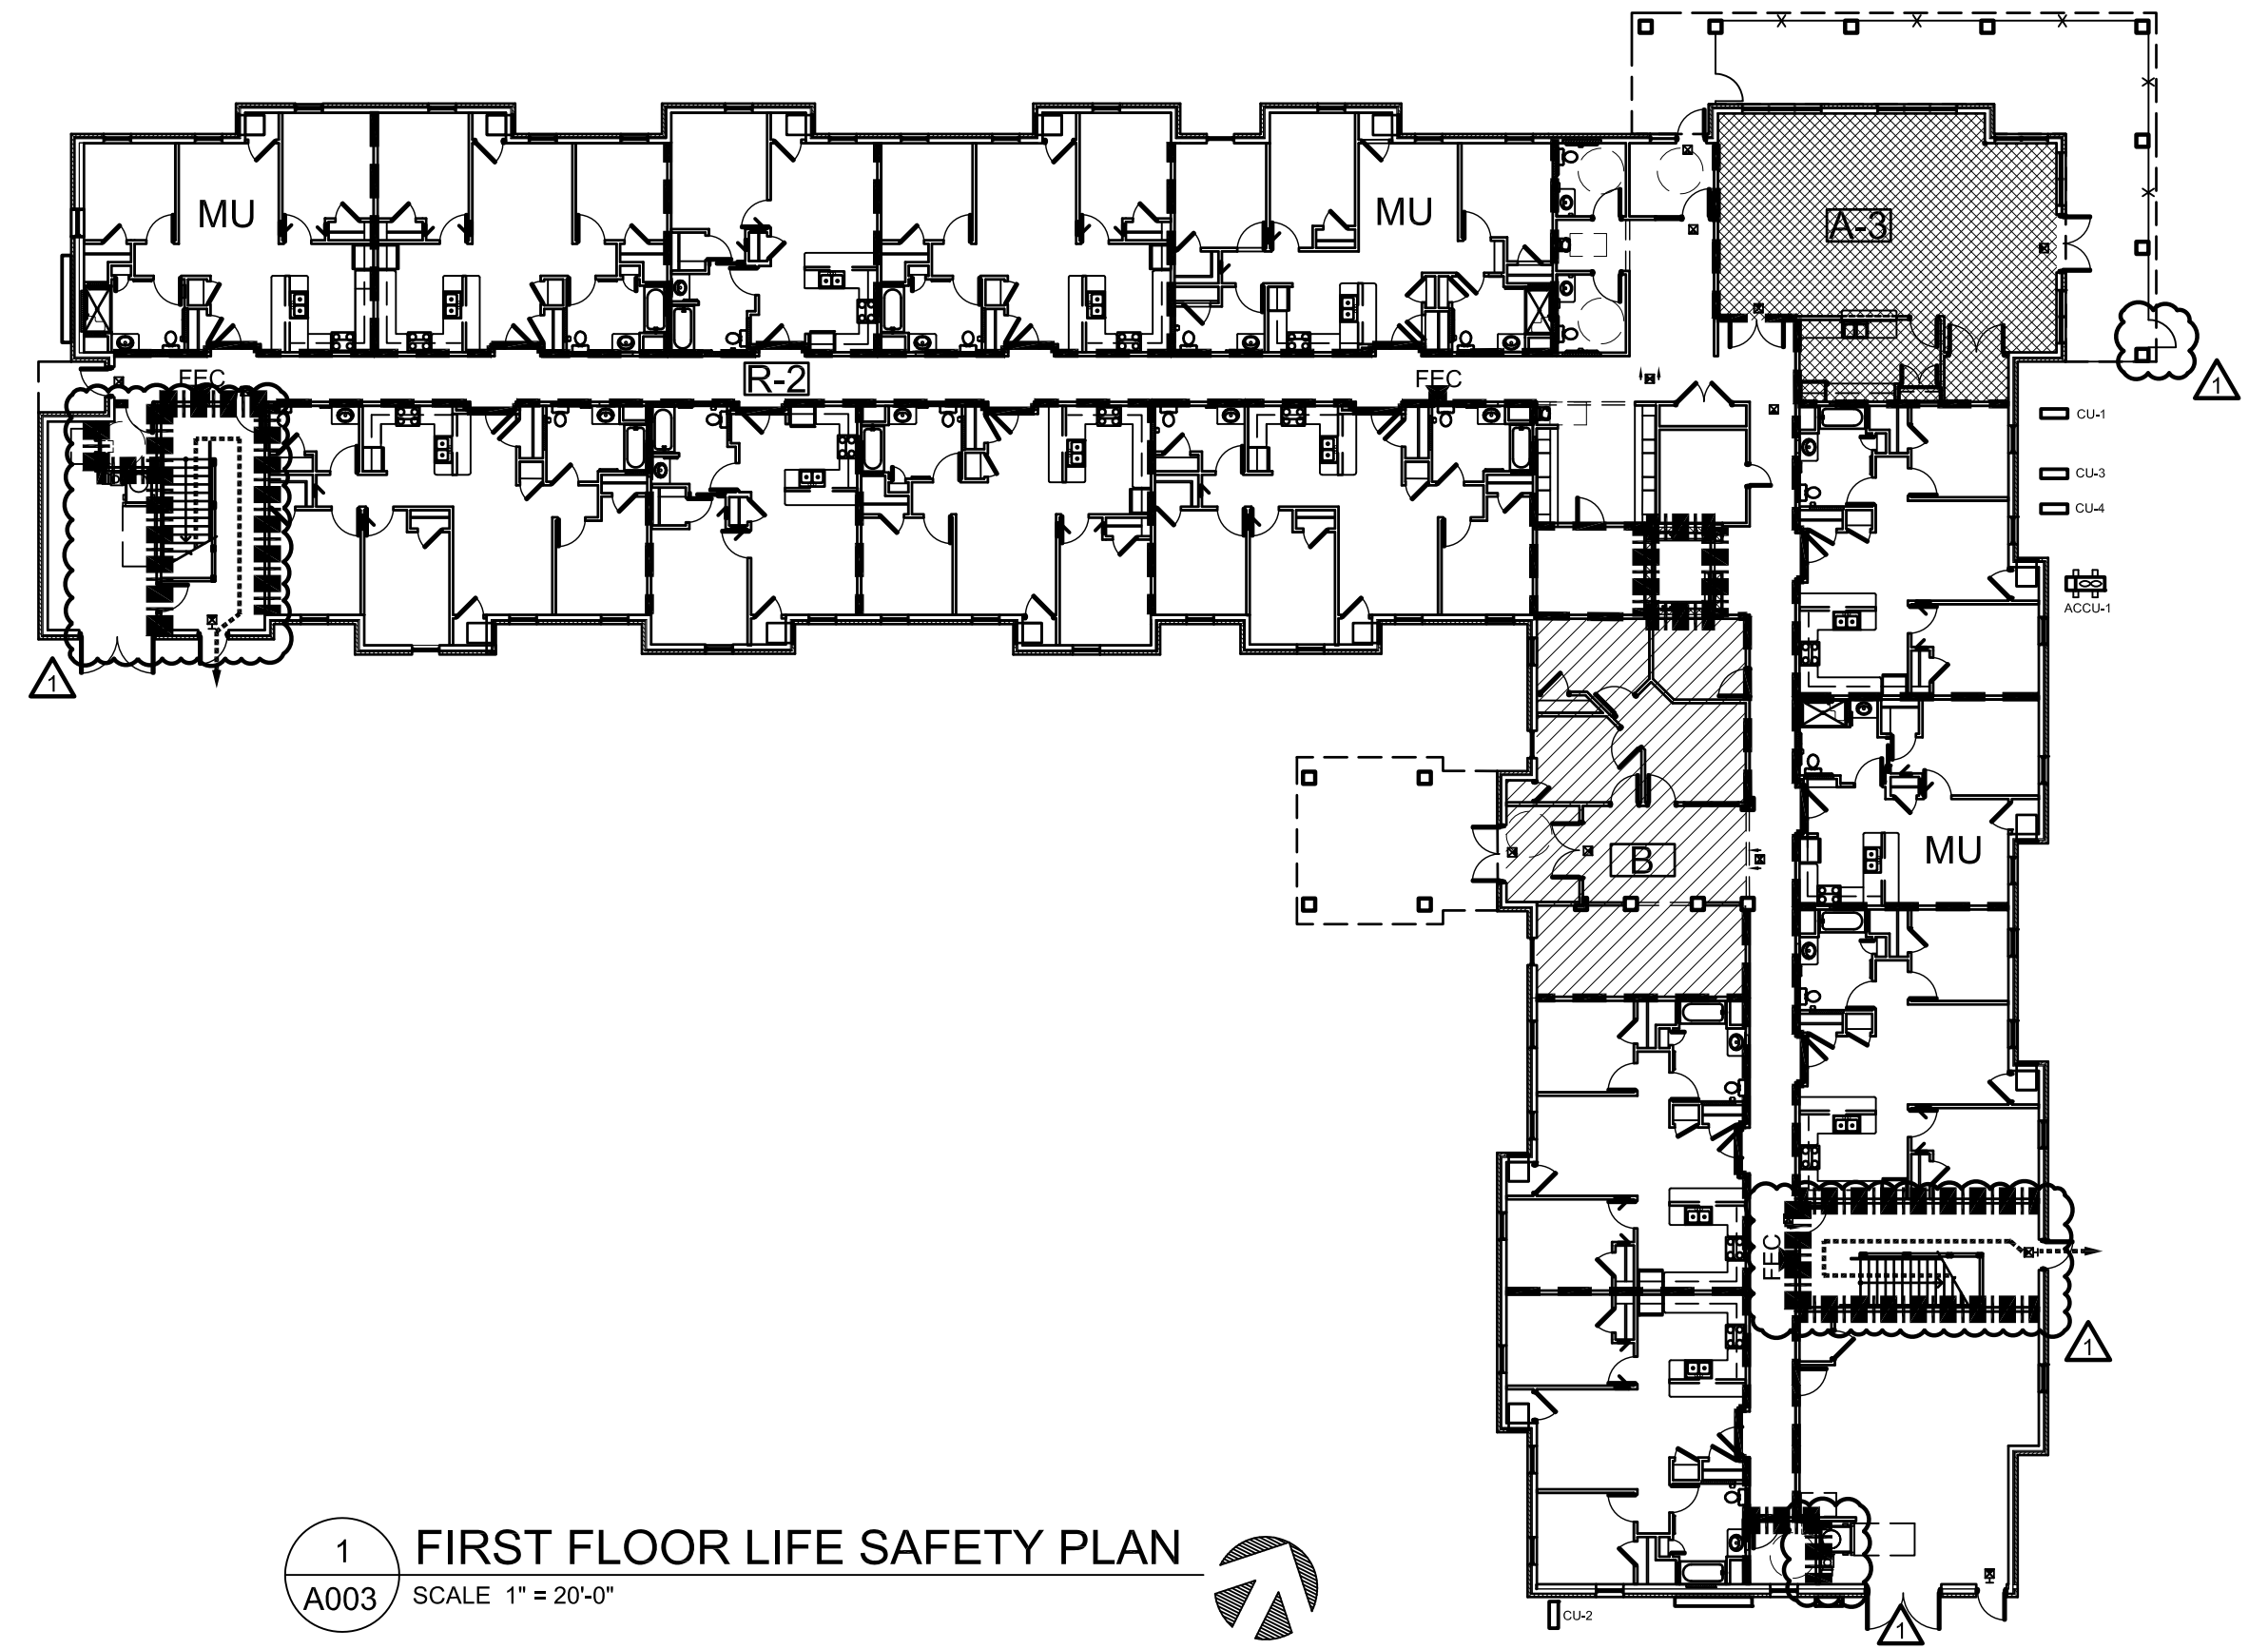 MU
MU
A-3
FEC
R-2
FEC
1
CU-1
CU-3
CU-4
ACCU-1
1
B
MU
FEC
1
1
FIRST FLOOR LIFE SAFETY PLAN
A003
SCALE 1" = 20'-0"
CU-2
1